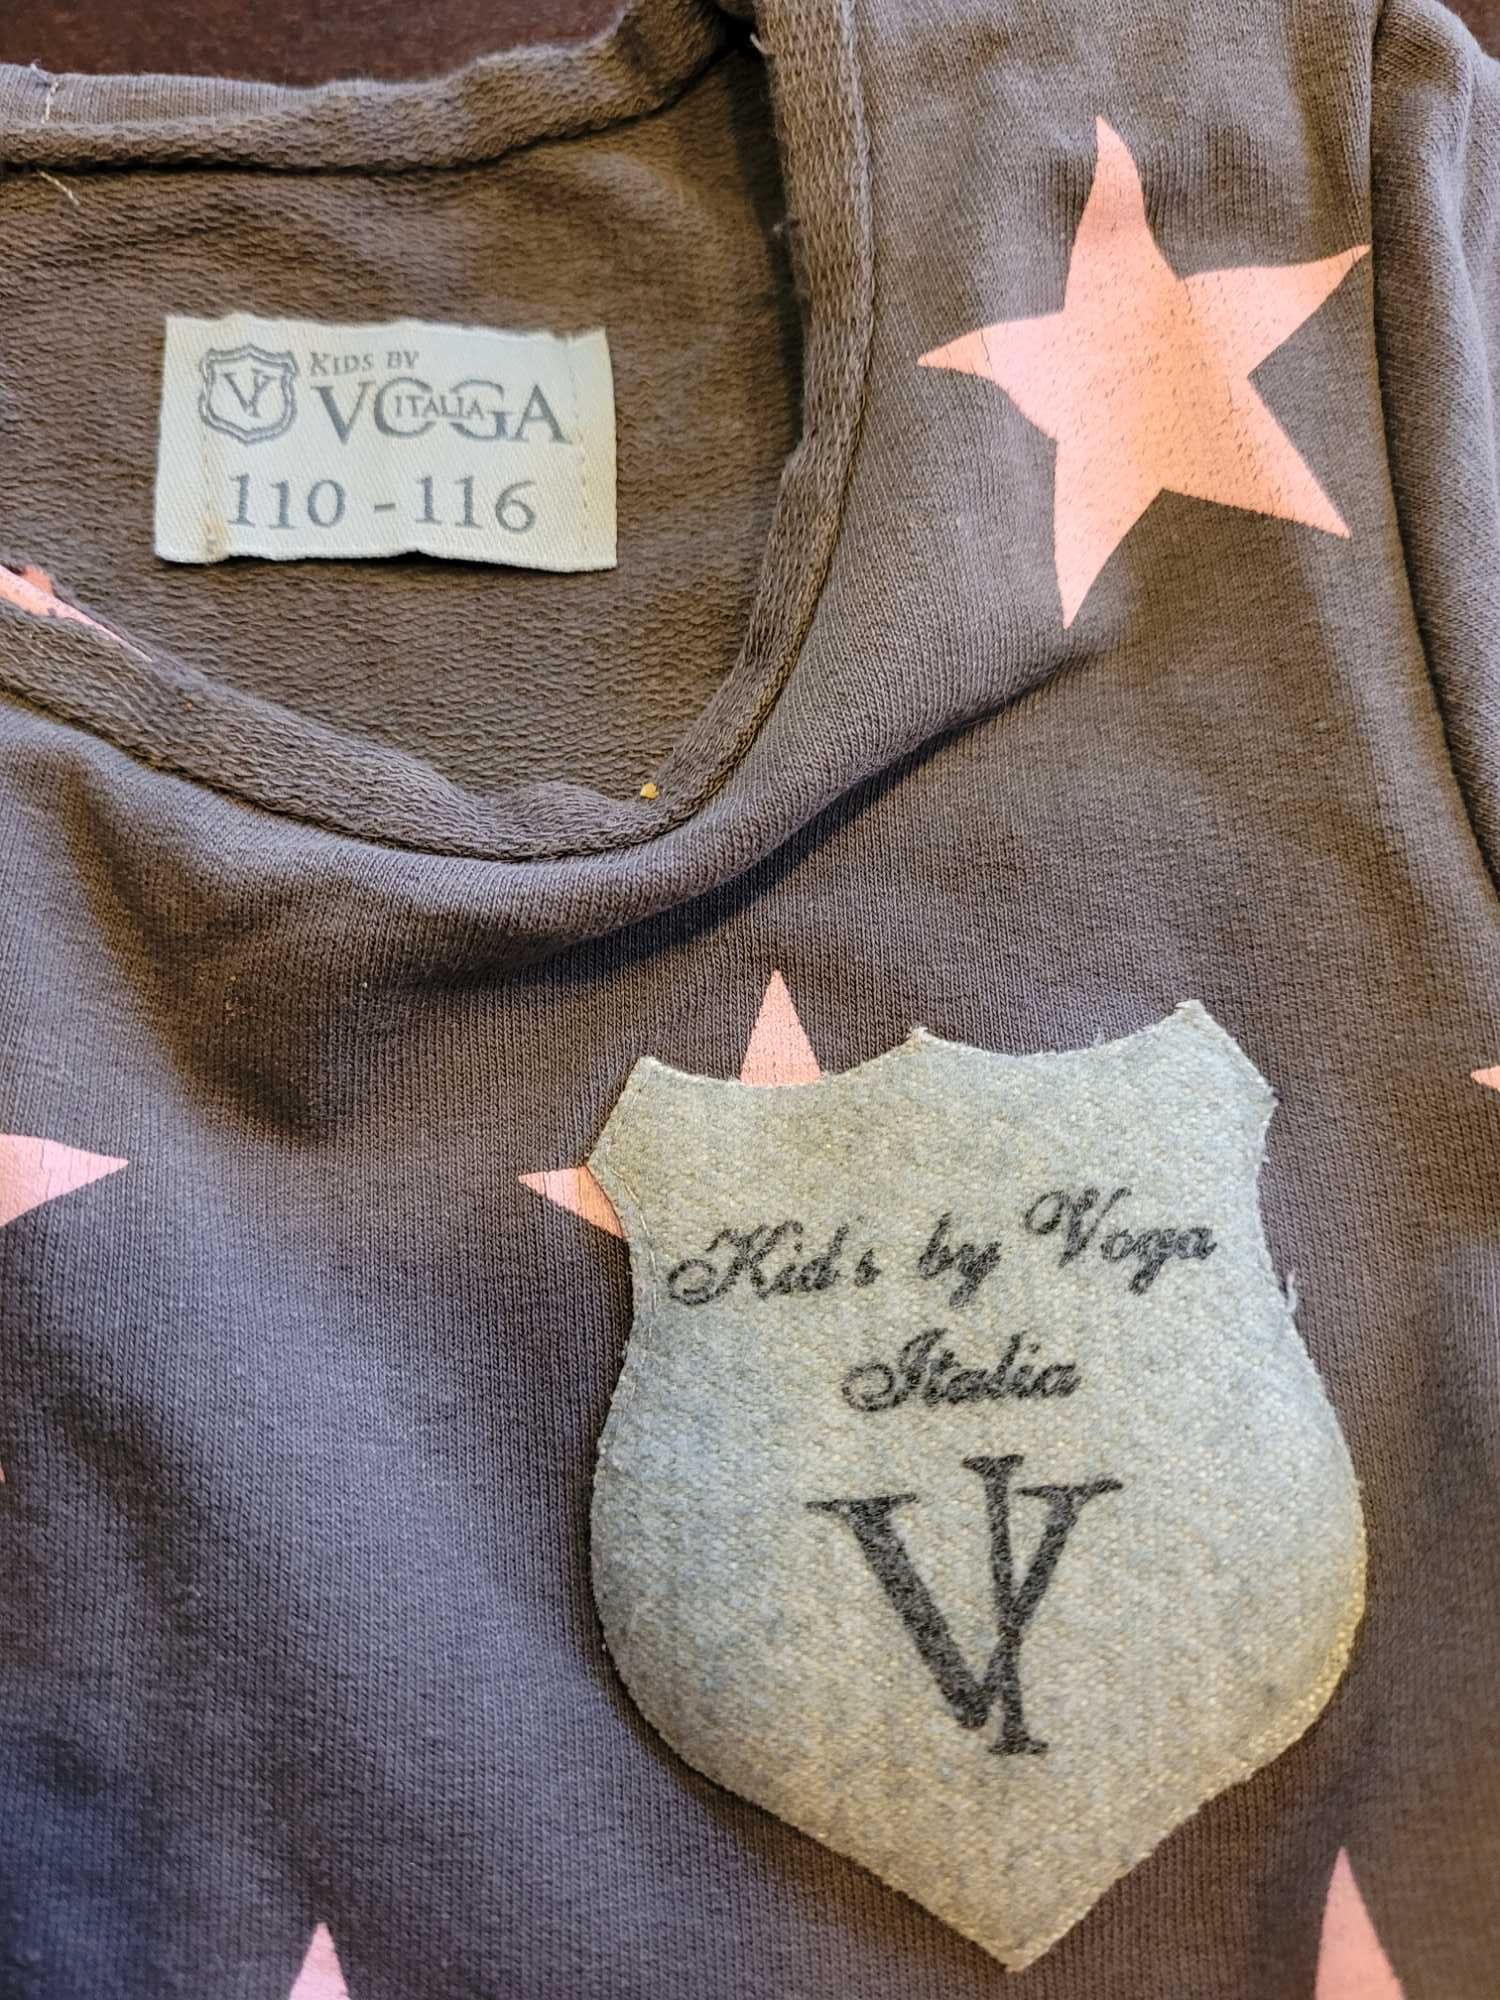 VI
KIDS BY
VOGA
ITALIA
110 - 116
Kid's by Voga
Italia
VI